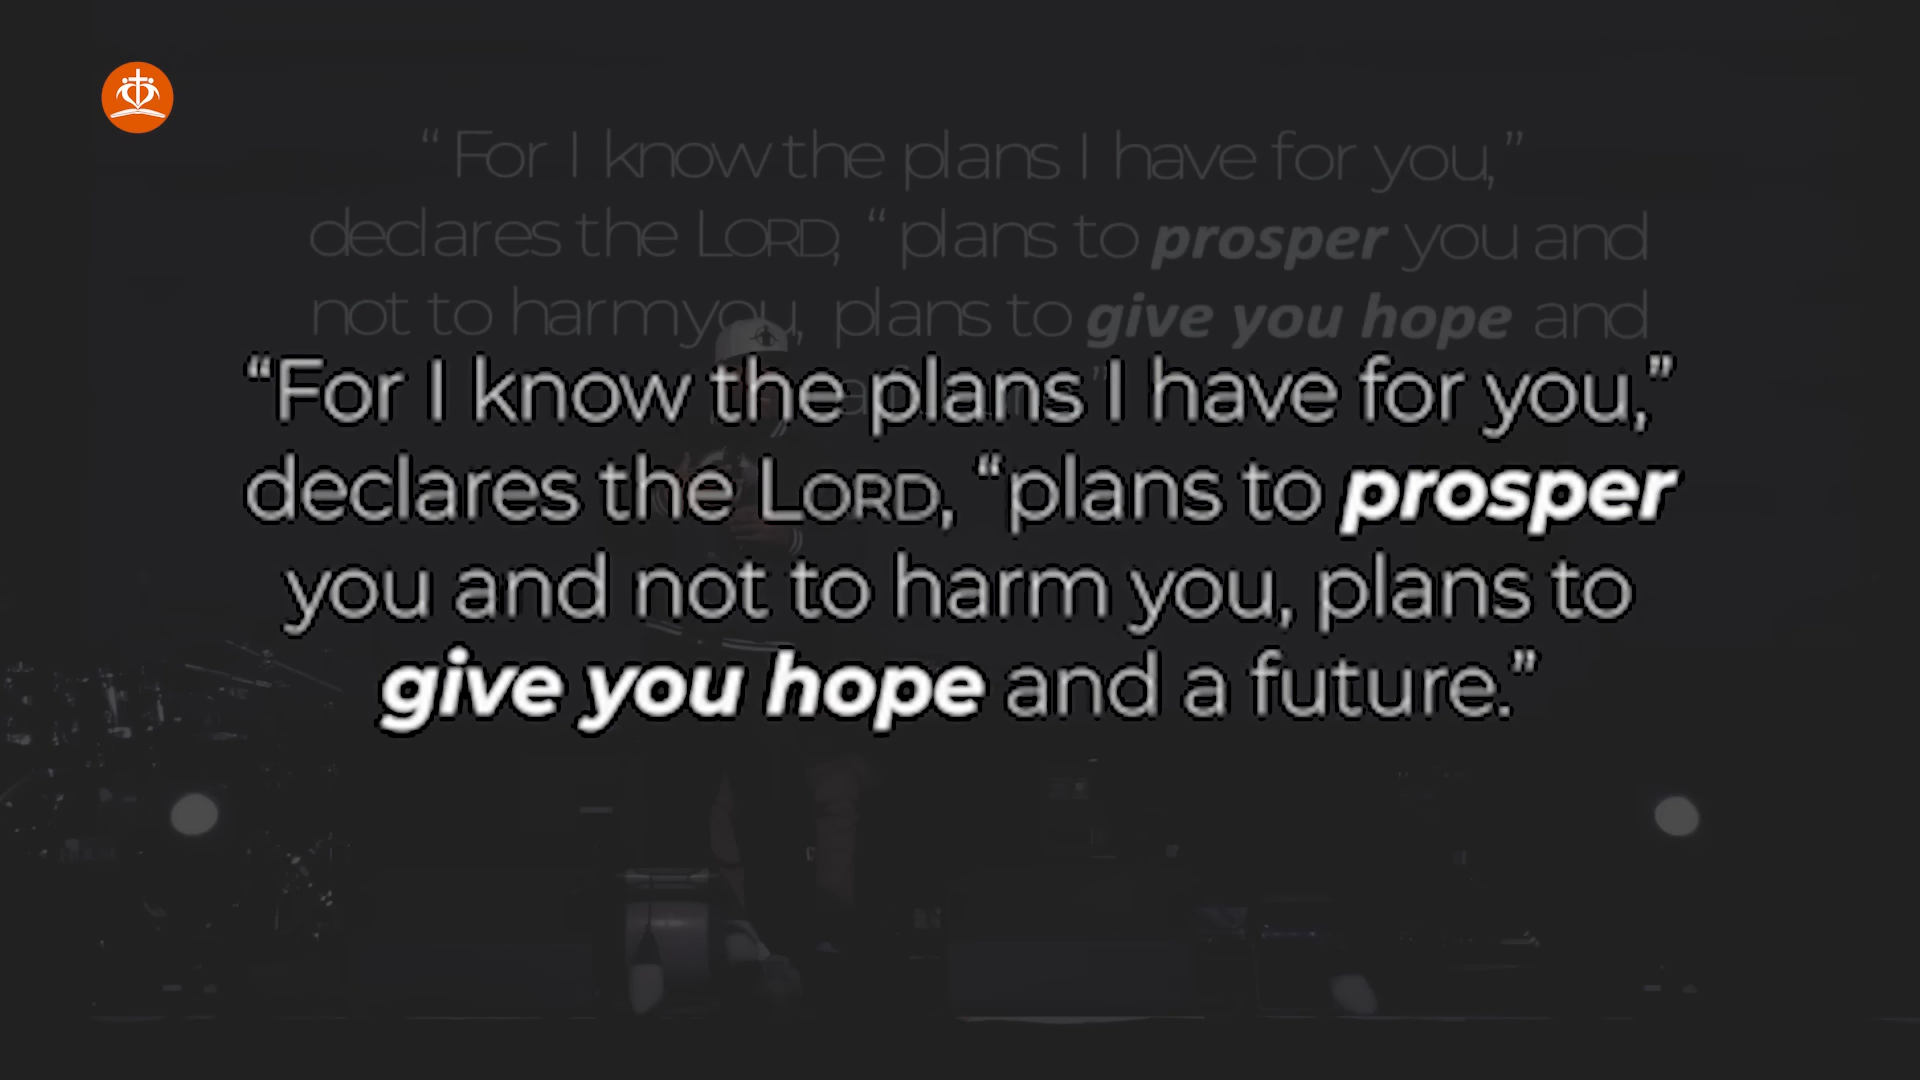 “ For I know the plans I have for you,”
declares the LORD, “ plans to prosper you and
not to harm you, plans to give you hope and
“For I know the plans I have for you,”
declares the LORD, “plans to prosper
you and not to harm you, plans to
give you hope and a future.”